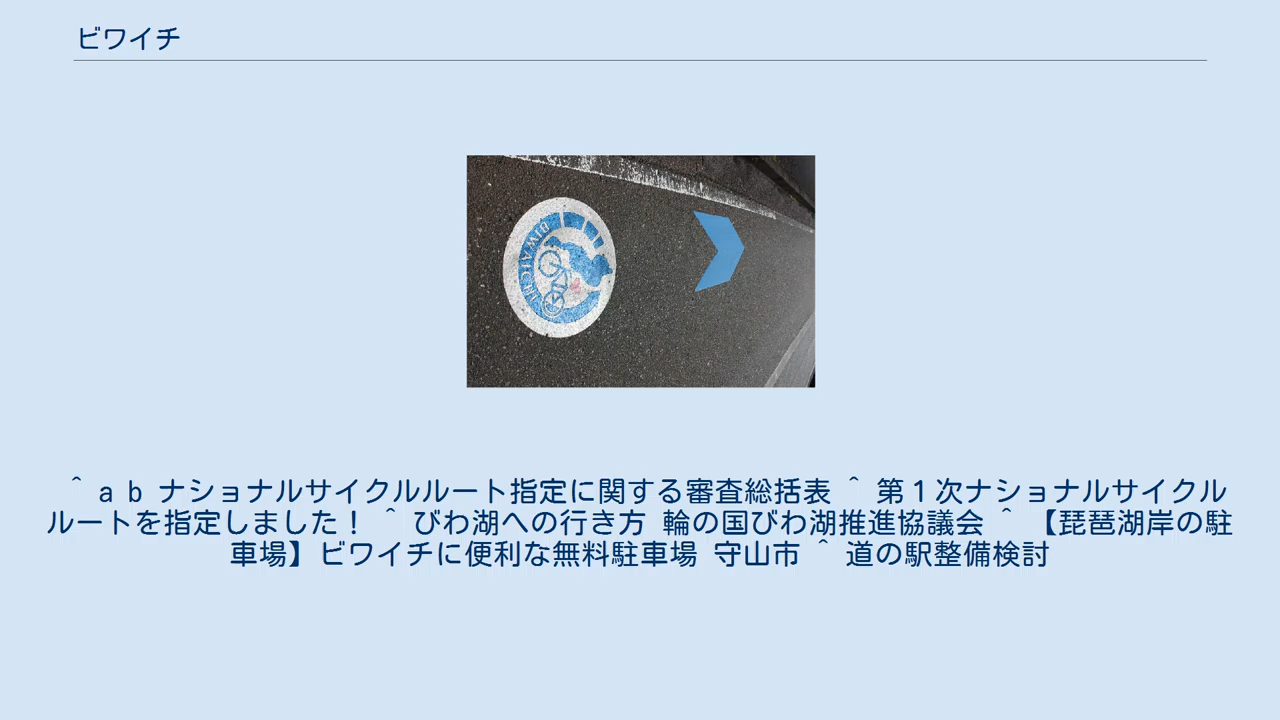 ビワイチ
BIWAICHI
^ a b ナショナルサイクルルート指定に関する審査総括表 ^ 第1次ナショナルサイクル
ルートを指定しました! ^ びわ湖への行き方 輪の国びわ湖推進協議会 ^ 【琵琶湖岸の駐
車場】ビワイチに便利な無料駐車場 守山市 ^ 道の駅整備検討